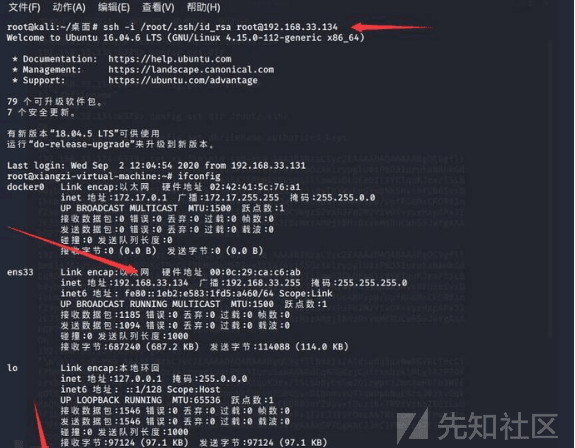 文件(F)  动作(A)  编辑(E)  查看(V)  帮助(H)
root@kali:~/桌面# ssh -i /root/.ssh/id_rsa root@192.168.33.134
Welcome to Ubuntu 16.04.6 LTS (GNU/Linux 4.15.0-112-generic x86_64)
* Documentation:  https://help.ubuntu.com
* Management:     https://landscape.canonical.com
* Support:        https://ubuntu.com/advantage
79 个可升级软件包。
7 个安全更新。
有新版本“18.04.5 LTS”可供使用
运行“do-release-upgrade”来升级到新版本。
Last login: Wed Sep  2 12:04:54 2020 from 192.168.33.131
root@xiangzi-virtual-machine:~# ifconfig
docker0   Link encap:以太网  硬件地址 02:42:41:5c:76:a1
inet 地址:172.17.0.1  广播:172.17.255.255  掩码:255.255.0.0
UP BROADCAST MULTICAST  MTU:1500  跃点数:1
接收数据包:0 错误:0 丢弃:0 过载:0 帧数:0
发送数据包:0 错误:0 丢弃:0 过载:0 载波:0
碰撞:0 发送队列长度:0
接收字节:0 (0.0 B)  发送字节:0 (0.0 B)
ens33     Link encap:以太网  硬件地址 00:0c:29:ca:c6:ab
inet 地址:192.168.33.134  广播:192.168.33.255  掩码:255.255.255.0
inet6 地址: fe80::1eb2:e583:1fd5:a460/64 Scope:Link
UP BROADCAST RUNNING MULTICAST  MTU:1500  跃点数:1
接收数据包:1185 错误:0 丢弃:0 过载:0 帧数:0
发送数据包:1094 错误:0 丢弃:0 过载:0 载波:0
碰撞:0 发送队列长度:1000
接收字节:687240 (687.2 KB)  发送字节:114088 (114.0 KB)
lo        Link encap:本地环回
inet 地址:127.0.0.1  掩码:255.0.0.0
inet6 地址: ::1/128 Scope:Host
UP LOOPBACK RUNNING  MTU:65536  跃点数:1
接收数据包:1546 错误:0 丢弃:0 过载:0 帧数:0
发送数据包:1546 错误:0 丢弃:0 过载:0 载波:0
碰撞:0 发送队列长度:1000
接收字节:97124 (97.1 KB)  发送字节:97124 (97.1 KB)
先知社区